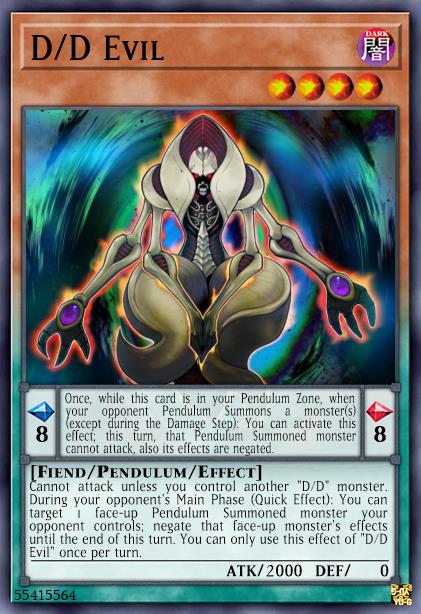 D/D EVIL
DARK
闇
Once, while this card is in your Pendulum Zone, when
your opponent Pendulum Summons a monster(s)
(except during the Damage Step): You can activate this
effect; this turn, that Pendulum Summoned monster
cannot attack, also its effects are negated.
8
8
[FIEND/PENDULUM/EFFECT]
Cannot attack unless you control another "D/D" monster.
During your opponent's Main Phase (Quick Effect): You can
target 1 face-up Pendulum Summoned monster your
opponent controls; negate that face-up monster's effects
until the end of this turn. You can only use this effect of "D/D
Evil" once per turn.
ATK/2000 DEF/ 0
55415564